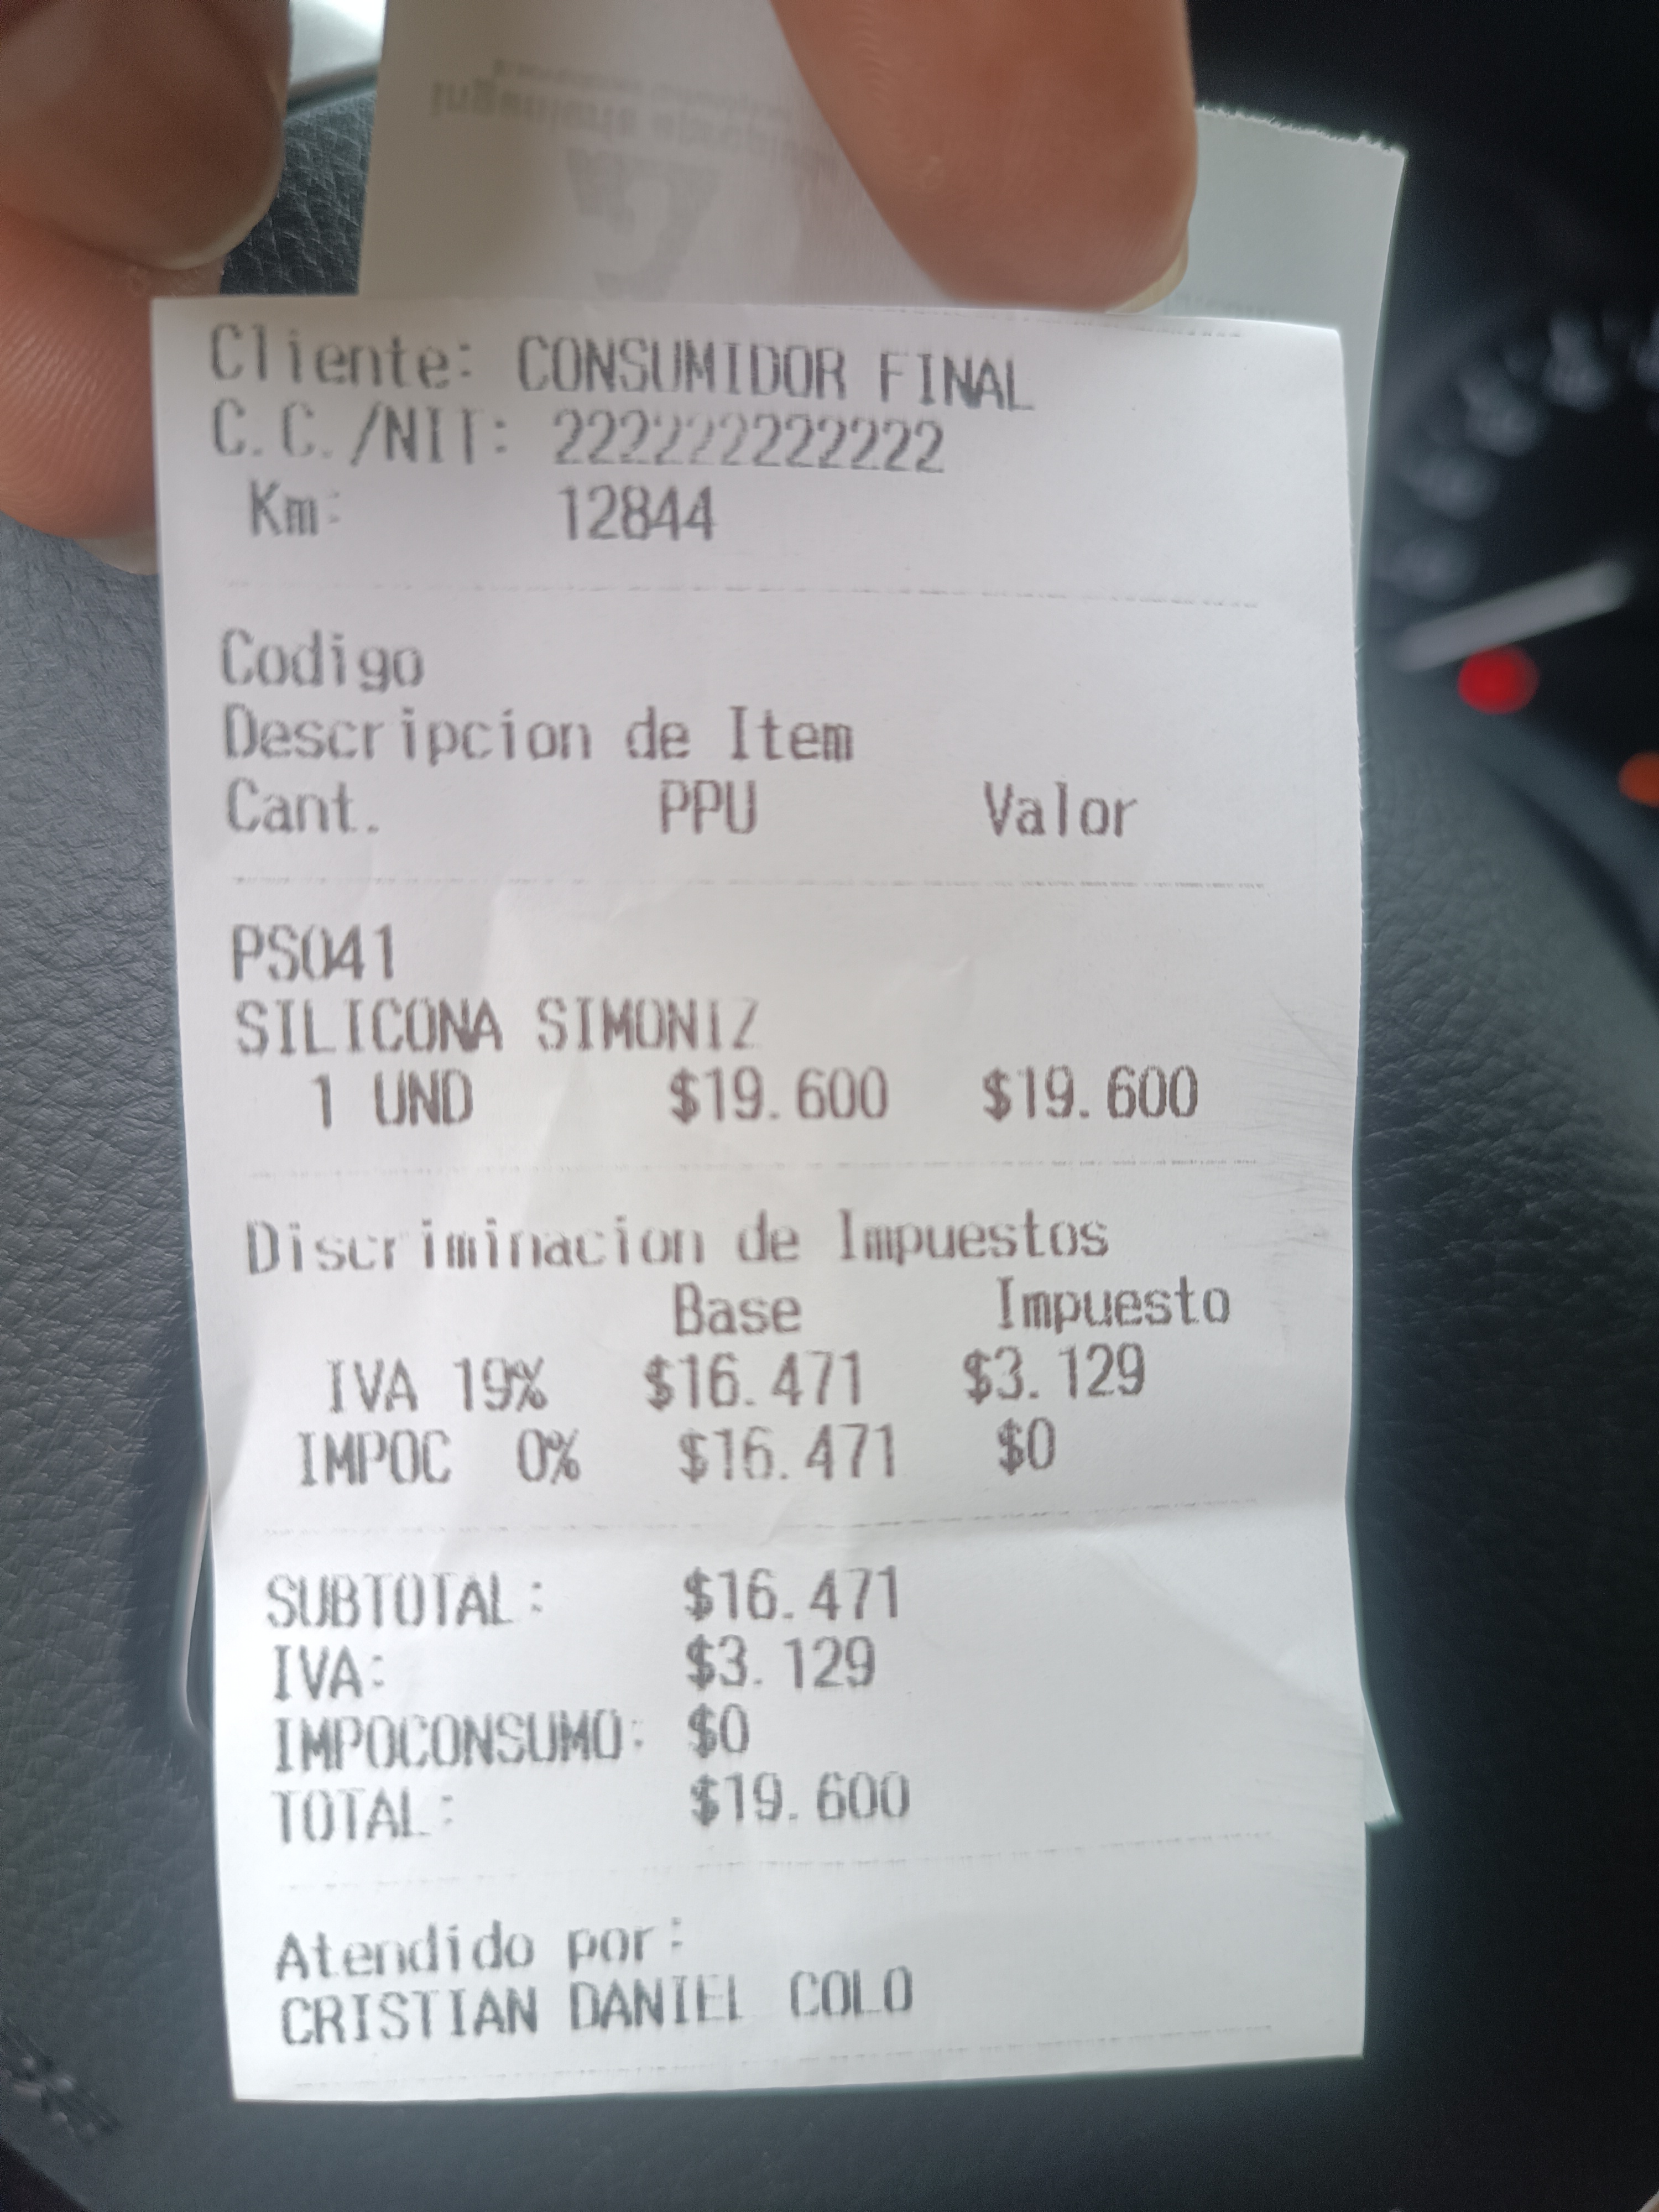 Cliente: CONSUMIDOR FINAL
C.C./NIT: 222222222222
Km: 12844
Codigo
Descripcion de Item
Cant. PPU Valor
PS041
SILICONA SIMONIZ
1 UND $19.600 $19.600
Discriminacion de Impuestos
Base Impuesto
IVA 19% $16.471 $3.129
IMPOC 0% $16.471 $0
SUBTOTAL: $16.471
IVA: $3.129
IMPOCONSUMO: $0
TOTAL: $19.600
Atendido por:
CRISTIAN DANIEL COLO